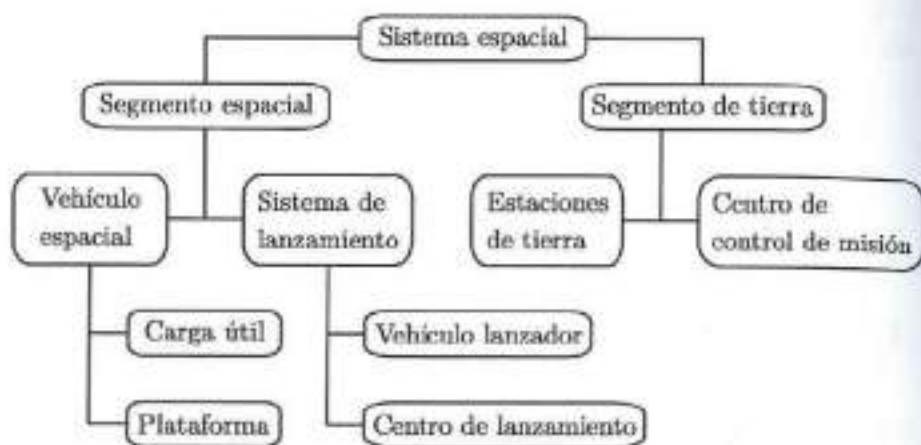 Sistema espacial
Segmento espacial
Segmento de tierra
Vehículo
espacial
Sistema de
lanzamiento
Estaciones
de tierra
Centro de
control de misión
Carga útil
Vehículo lanzador
Plataforma
Centro de lanzamiento